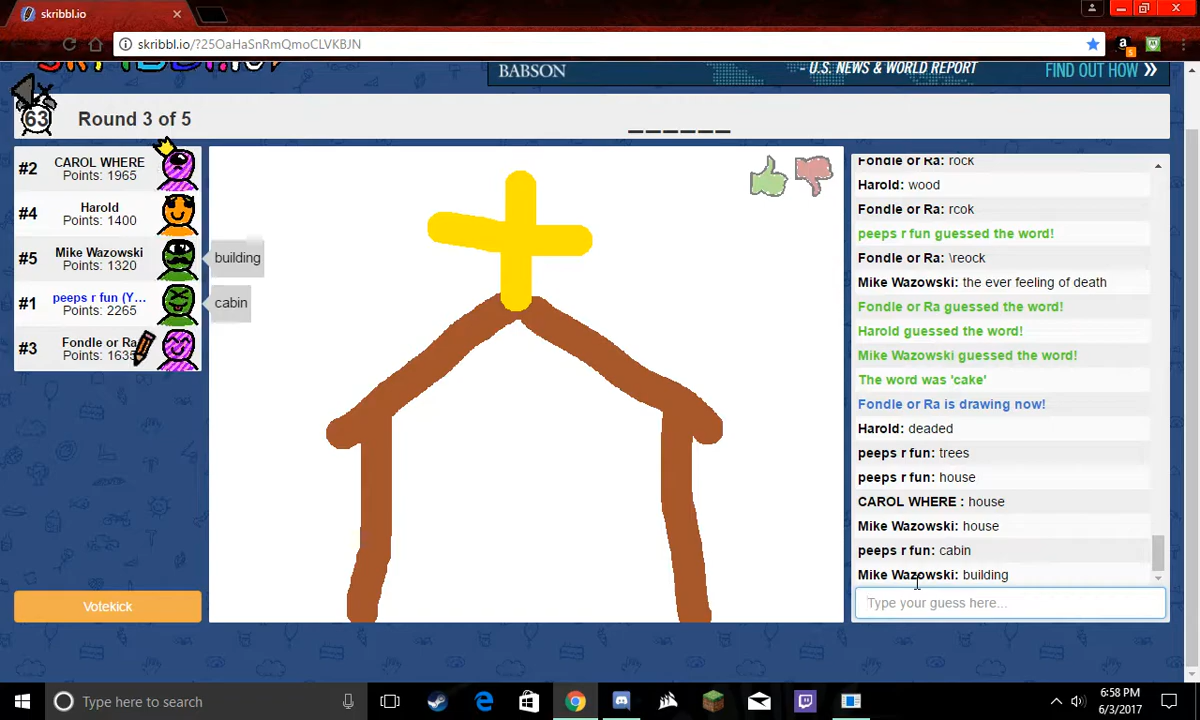 skribbl.io
skribbl.io/?25OaHaSnRmQmoCLVKBJN
BABSON
- U.S. NEWS & WORLD REPORT
FIND OUT HOW »
63
Round 3 of 5
______
#2
CAROL WHERE
Points: 1965
#4
Harold
Points: 1400
#5
Mike Wazowski
Points: 1320
building
#1
peeps r fun (Y...
Points: 2265
cabin
#3
Fondle or Ra
Points: 1635
Votekick
Fondle or Ra: rock
Harold: wood
Fondle or Ra: rcok
peeps r fun guessed the word!
Fondle or Ra: \reock
Mike Wazowski: the ever feeling of death
Fondle or Ra guessed the word!
Harold guessed the word!
Mike Wazowski guessed the word!
The word was 'cake'
Fondle or Ra is drawing now!
Harold: deaded
peeps r fun: trees
peeps r fun: house
CAROL WHERE : house
Mike Wazowski: house
peeps r fun: cabin
Mike Wazowski: building
Type your guess here...
Type here to search
6:58 PM
6/3/2017